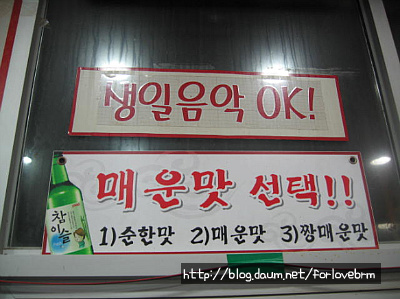 생일음악 OK!
매운맛 선택!!
참이슬
1)순한맛 2)매운맛 3)짱매운맛
http://blog.daum.net/forlovebrm